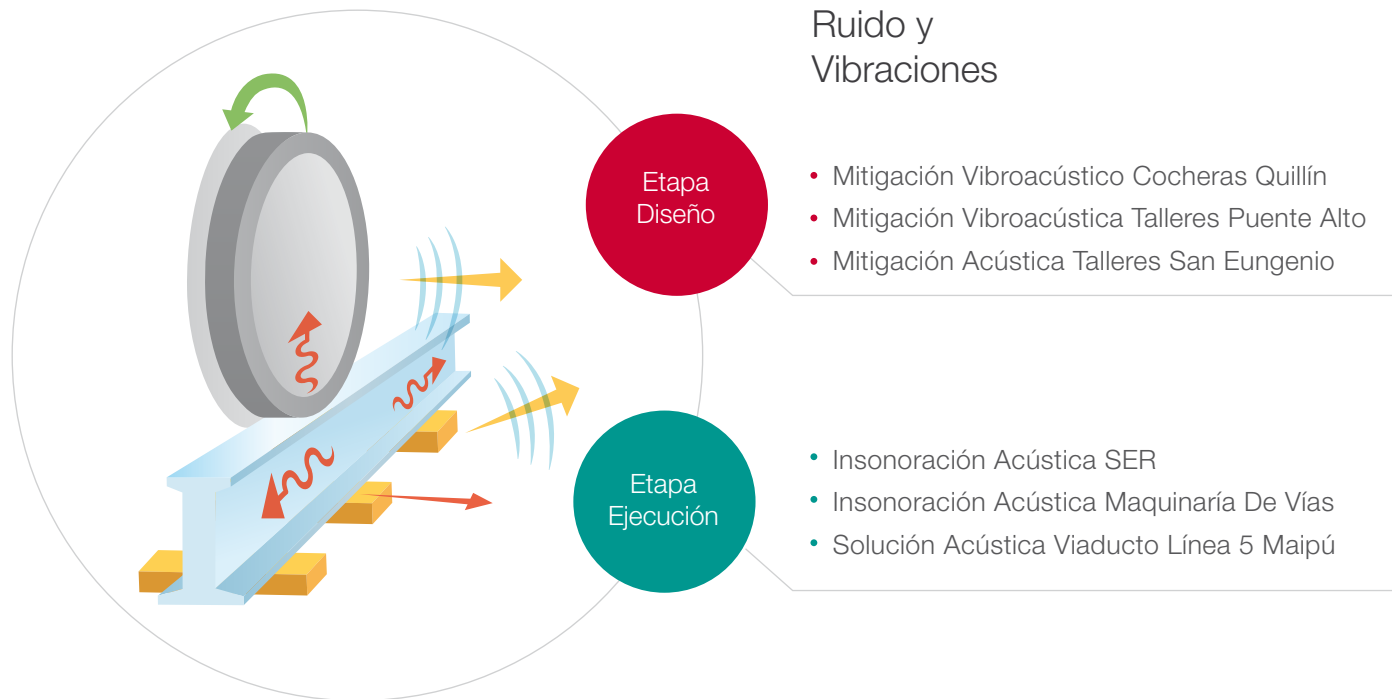 Ruido y
Vibraciones
Etapa
Diseño
• Mitigación Vibroacústico Cocheras Quillín
• Mitigación Vibroacústica Talleres Puente Alto
• Mitigación Acústica Talleres San Eungenio
Etapa
Ejecución
• Insonoración Acústica SER
• Insonoración Acústica Maquinaría De Vías
• Solución Acústica Viaducto Línea 5 Maipú